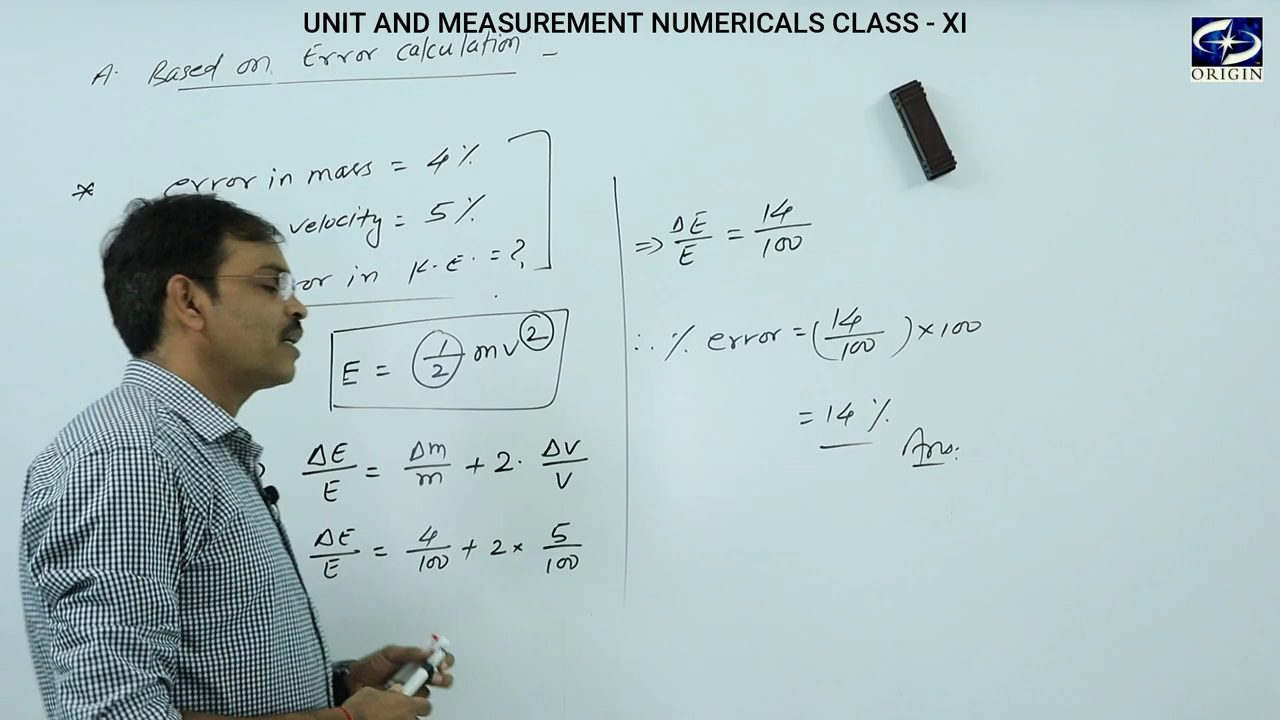 UNIT AND MEASUREMENT NUMERICALS CLASS - XI
ORIGIN
A. Based on Error calculation -
* error in mass = 4 %
velocity = 5 %
in K.E. = ?
E = (1/2) mv²
ΔE/E = Δm/m + 2 · ΔV/V
ΔE/E = 4/100 + 2 × 5/100
=> ΔE/E = 14/100
∴ % error = (14/100) × 100
= 14 %
Ans.